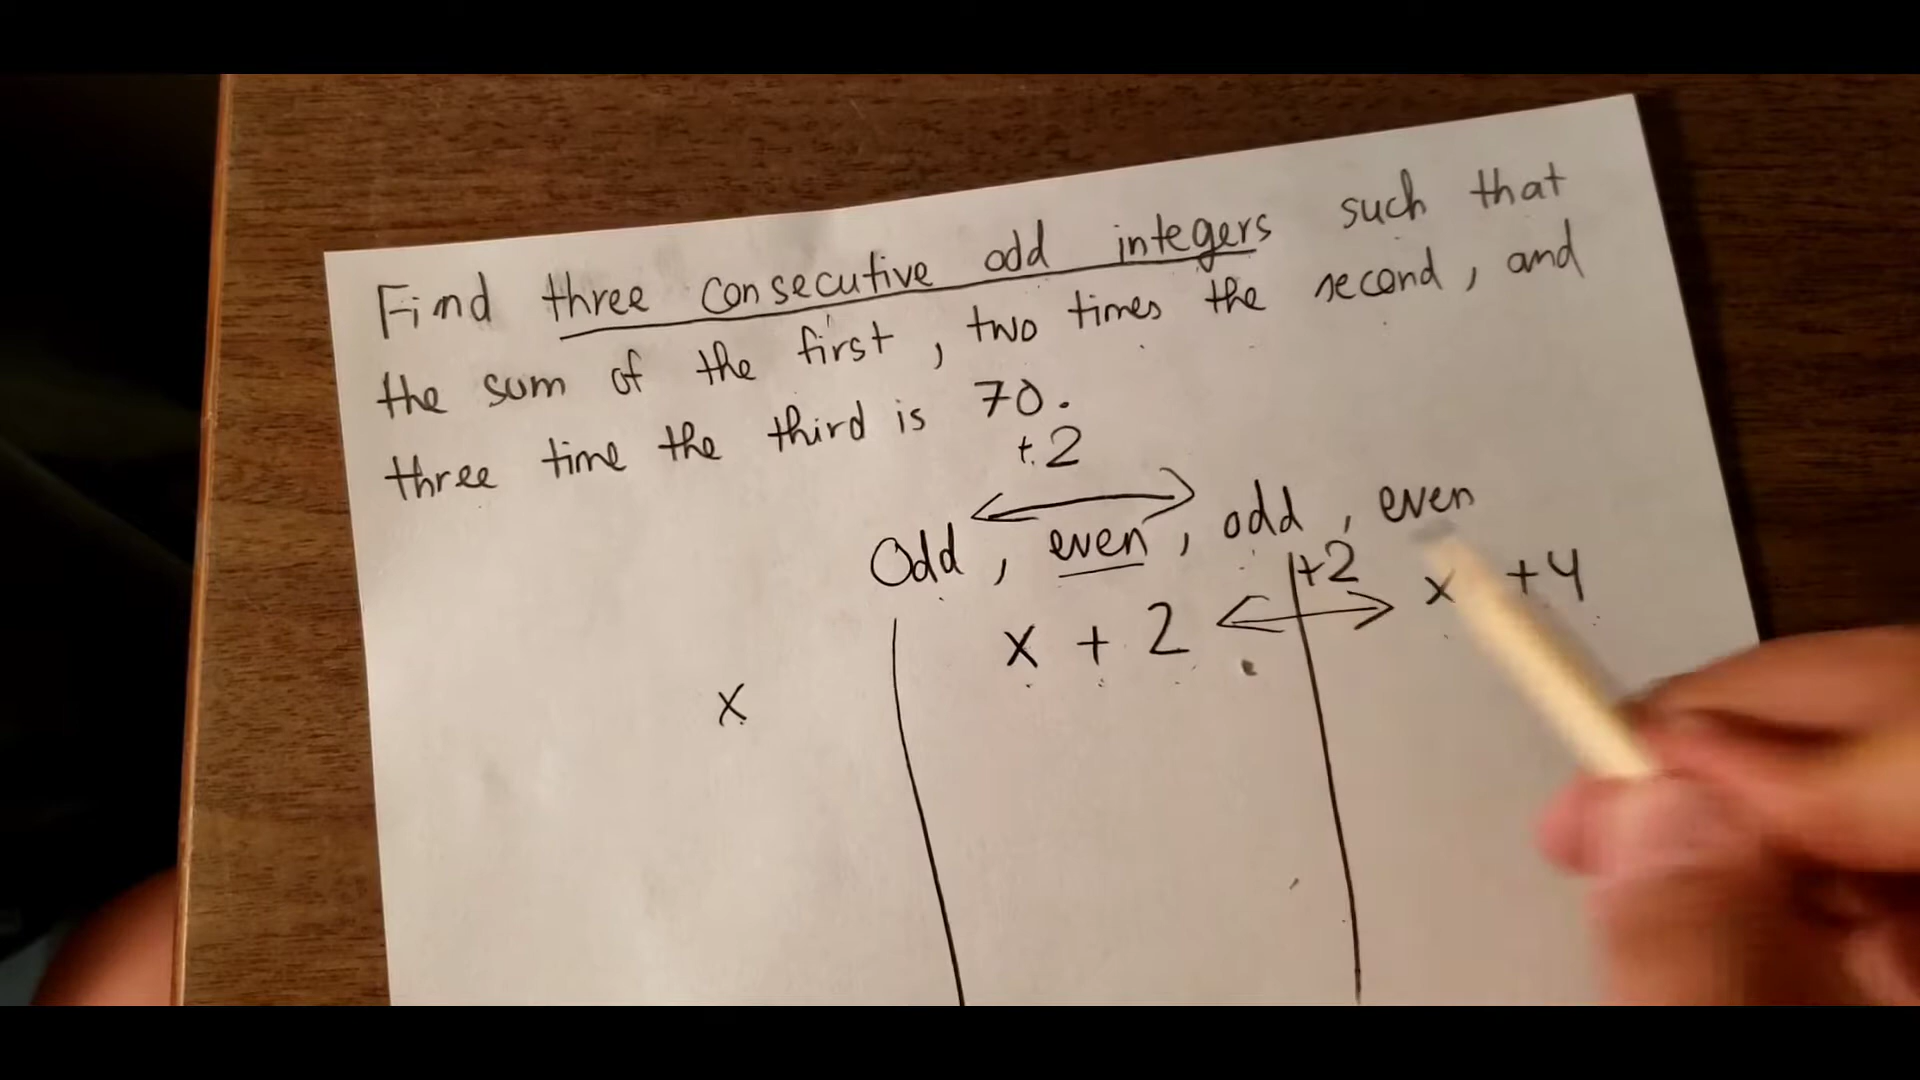 Find three consecutive odd integers such that
the sum of the first, two times the second, and
three time the third is 70.
+2
Odd, even, odd, even
+2
x + 2
x +4
x